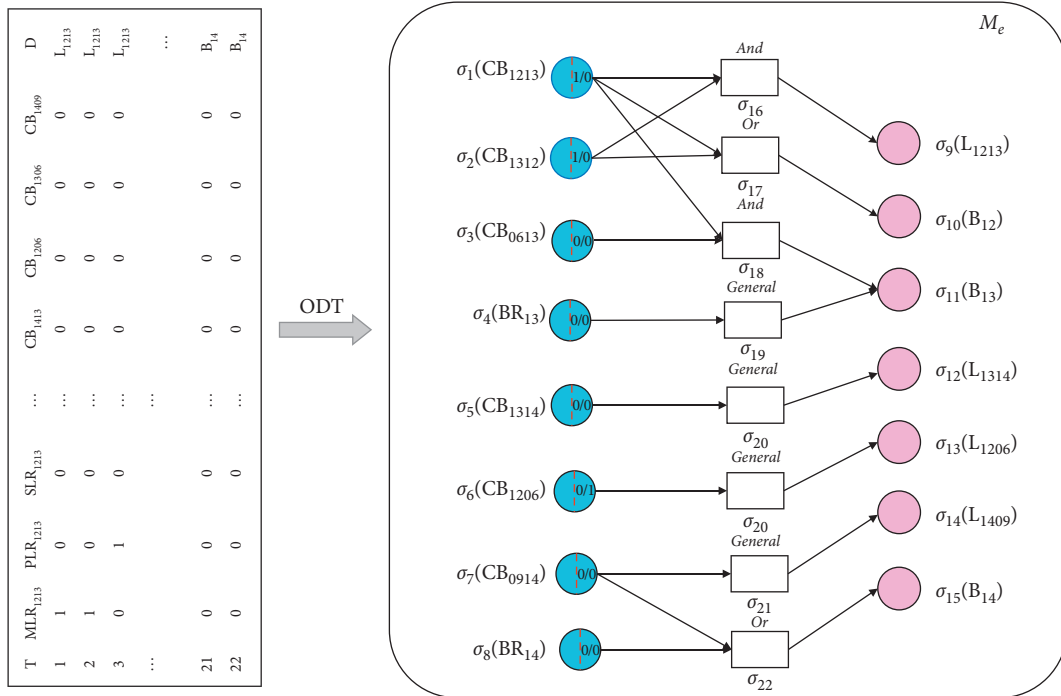 T MLR₁₂₁₃ PLR₁₂₁₃ SLR₁₂₁₃ … CB₁₄₁₃ CB₁₂₀₆ CB₁₃₀₆ CB₁₄₀₉ D
1 1 0 0 … 0 0 0 0 L₁₂₁₃
2 1 0 0 … 0 0 0 0 L₁₂₁₃
3 0 1 0 … 0 0 0 0 L₁₂₁₃
… … …
21 0 0 0 … 0 0 0 0 B₁₄
22 0 0 0 … 0 0 0 0 B₁₄
ODT
Mₑ
σ₁(CB₁₂₁₃)
1/0
σ₂(CB₁₃₁₂)
1/0
σ₃(CB₀₆₁₃)
0/0
σ₄(BR₁₃)
0/0
σ₅(CB₁₃₁₄)
0/0
σ₆(CB₁₂₀₆)
0/1
σ₇(CB₀₉₁₄)
0/0
σ₈(BR₁₄)
0/0
And
σ₁₆
Or
σ₁₇
And
σ₁₈
General
σ₁₉
General
σ₂₀
General
σ₂₀
General
σ₂₁
Or
σ₂₂
σ₉(L₁₂₁₃)
σ₁₀(B₁₂)
σ₁₁(B₁₃)
σ₁₂(L₁₃₁₄)
σ₁₃(L₁₂₀₆)
σ₁₄(L₁₄₀₉)
σ₁₅(B₁₄)